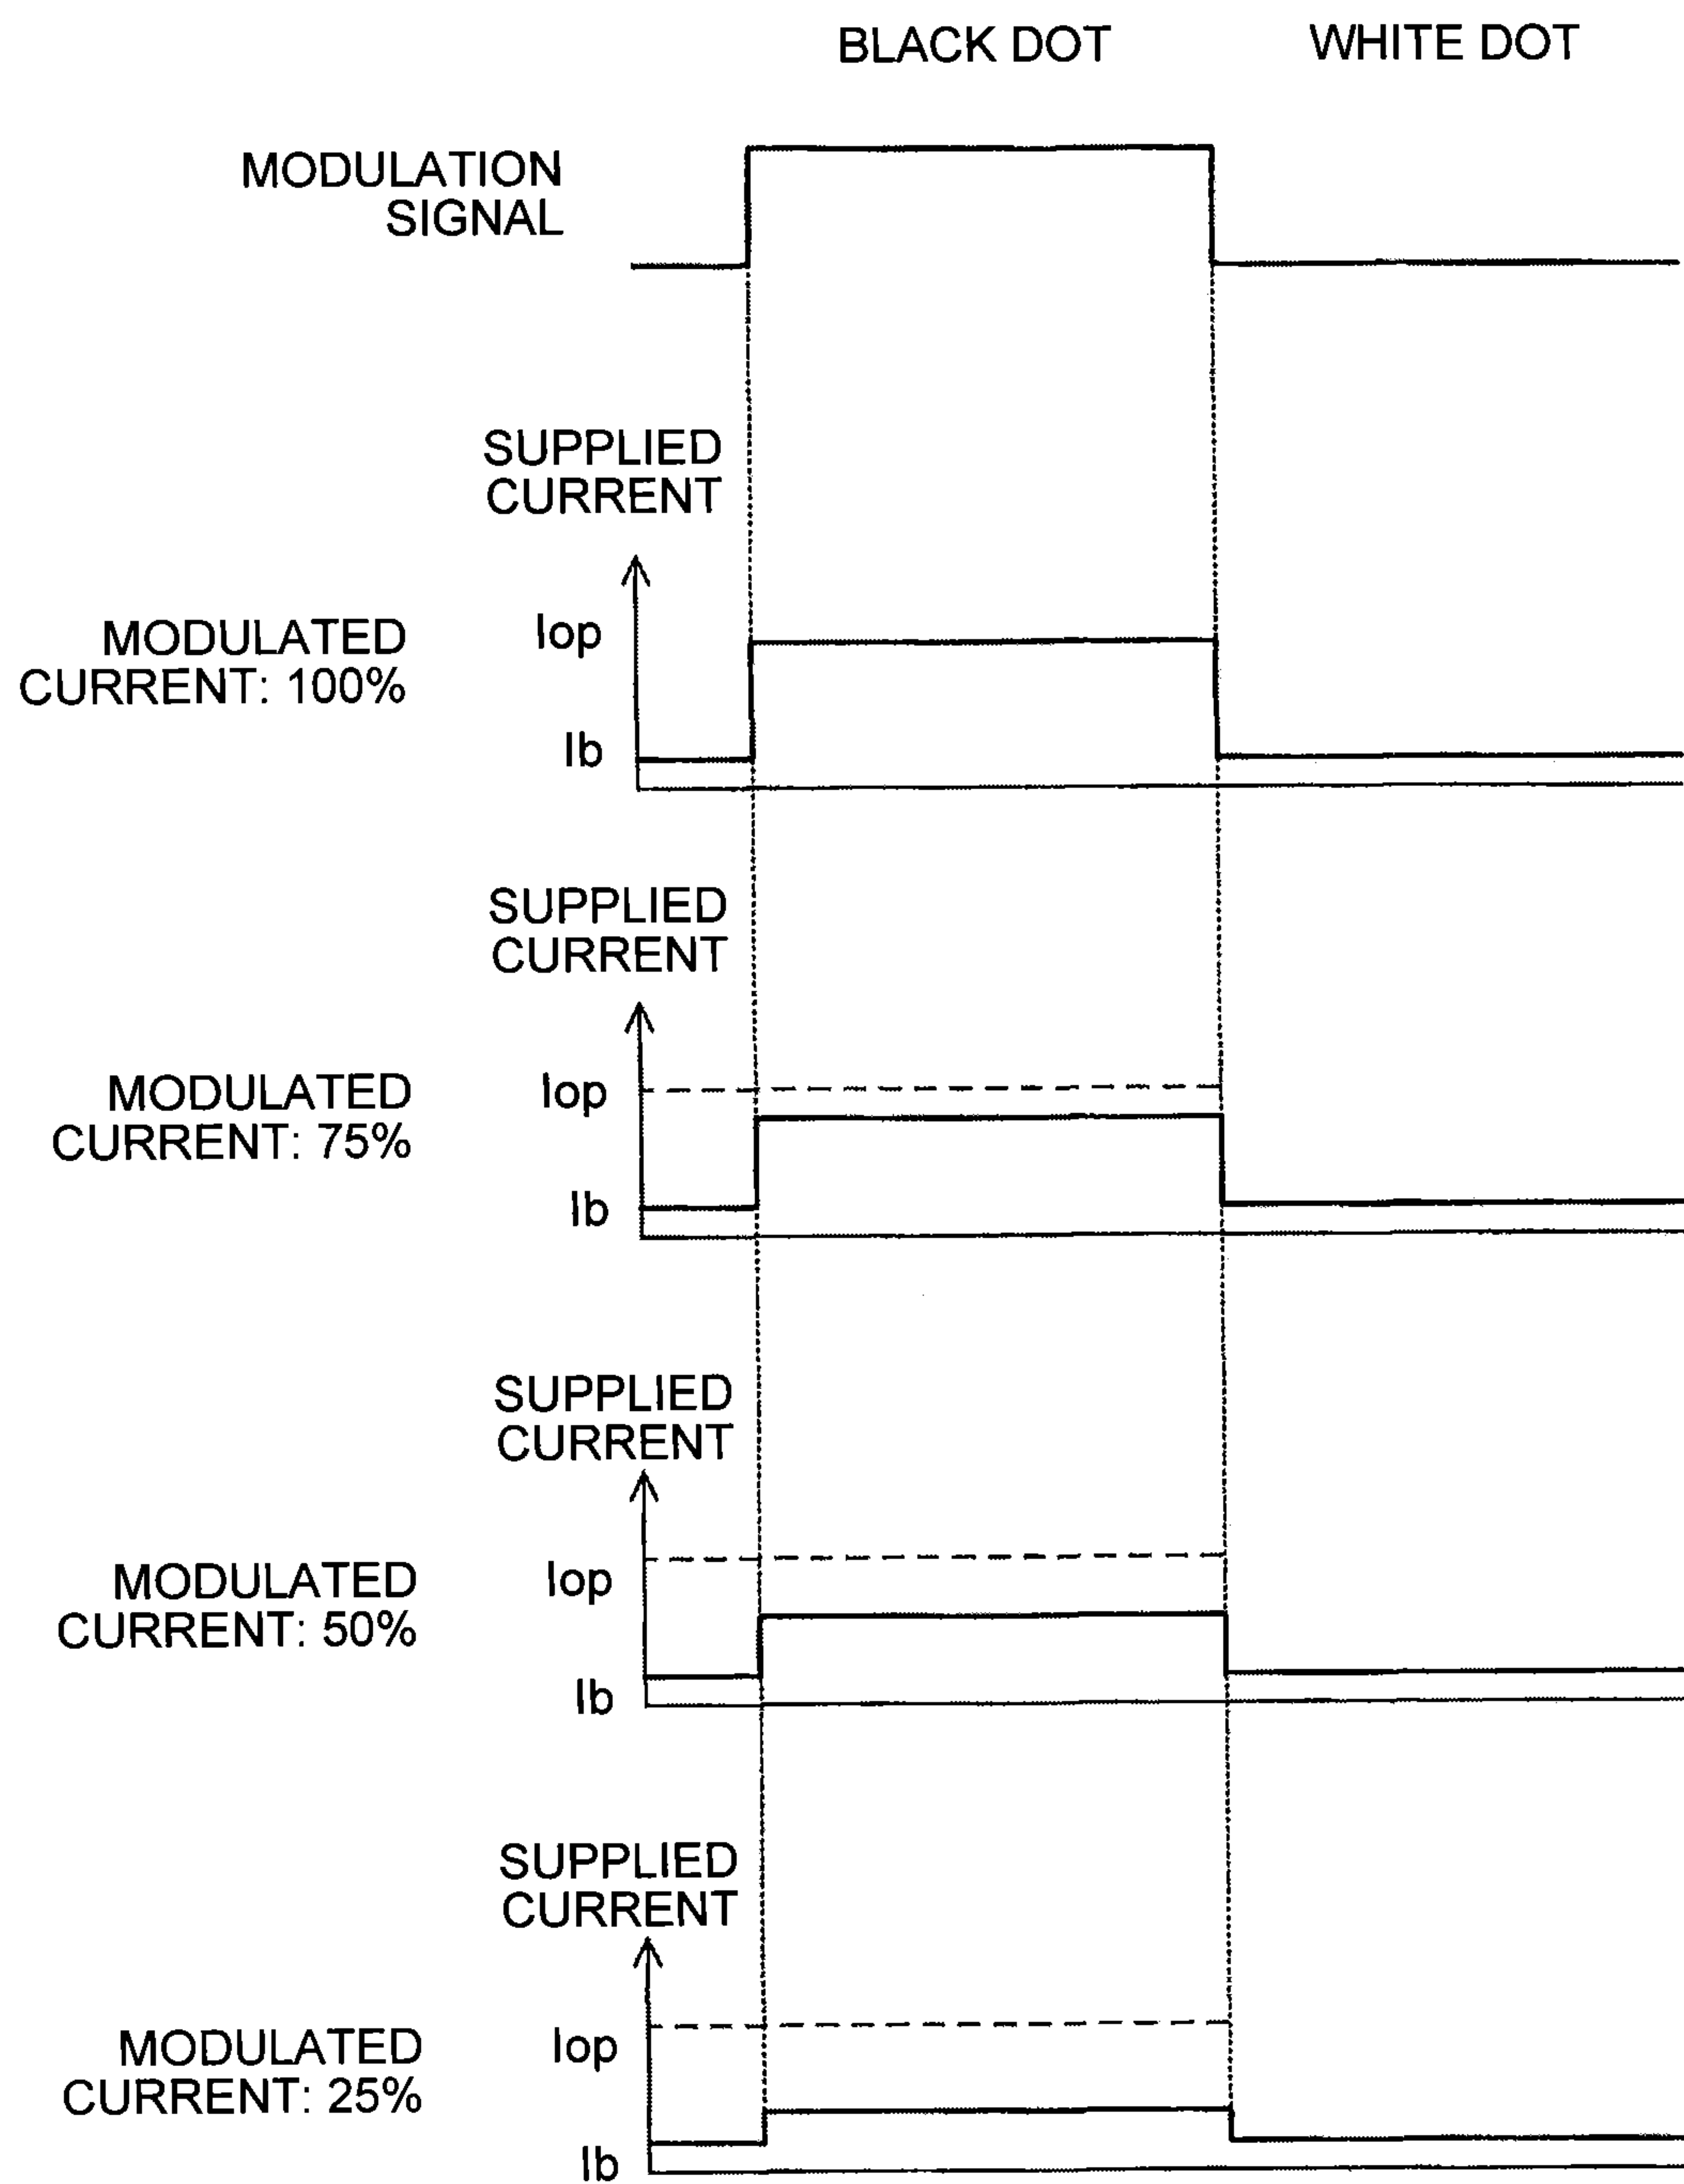 BLACK DOT
WHITE DOT
MODULATION
SIGNAL
SUPPLIED
CURRENT
MODULATED
CURRENT: 100%
Iop
Ib
SUPPLIED
CURRENT
MODULATED
CURRENT: 75%
Iop
Ib
SUPPLIED
CURRENT
MODULATED
CURRENT: 50%
Iop
Ib
SUPPLIED
CURRENT
MODULATED
CURRENT: 25%
Iop
Ib